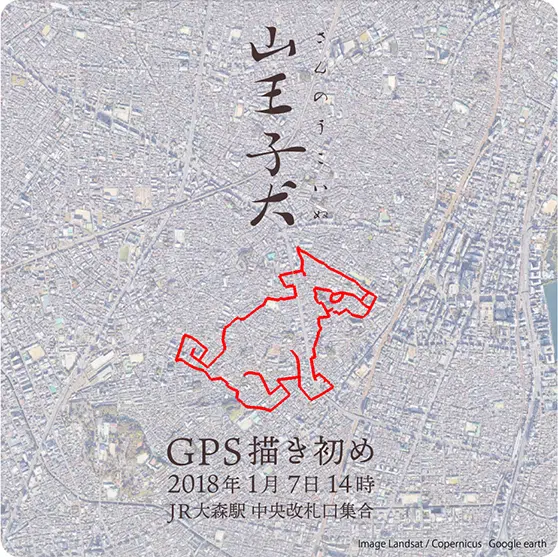 山王子犬
さんのうこいぬ
GPS描き初め
2018年1月7日14時
JR大森駅 中央改札口集合
Image Landsat / Copernicus Google earth